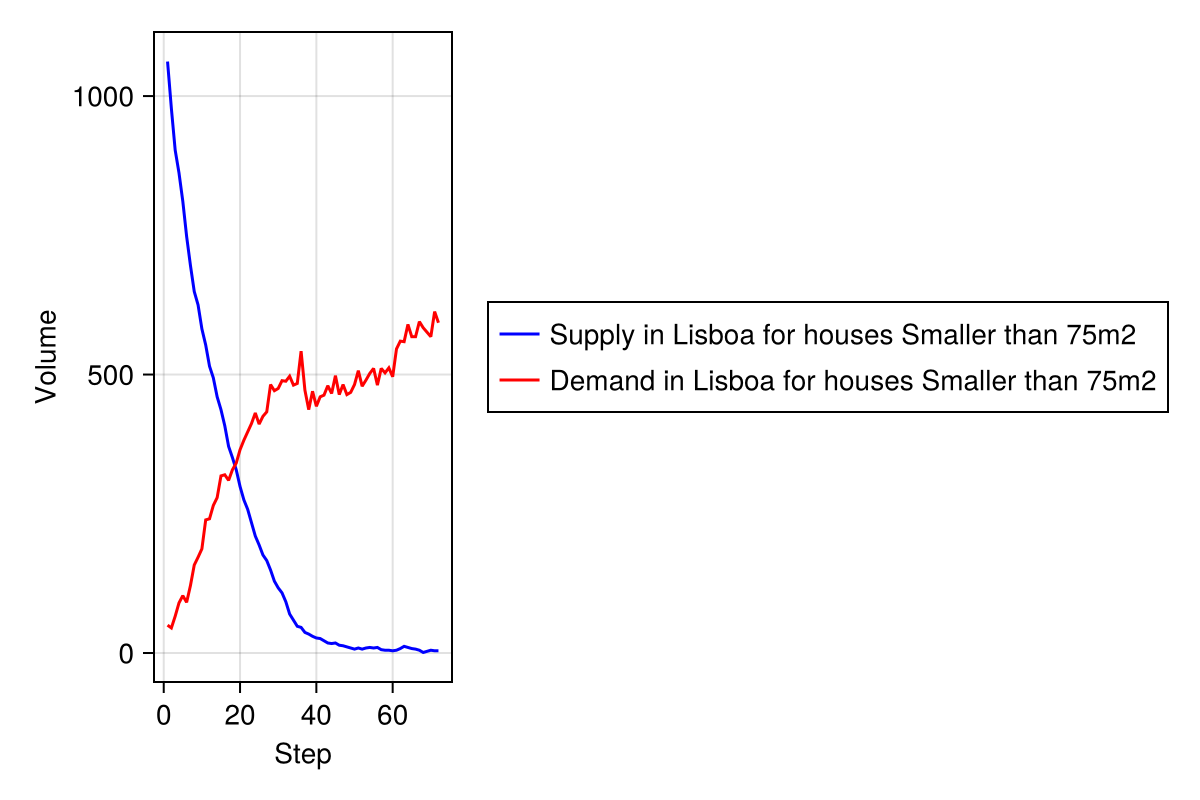 Volume
1000
500
0
0 20 40 60
Step
Supply in Lisboa for houses Smaller than 75m2
Demand in Lisboa for houses Smaller than 75m2